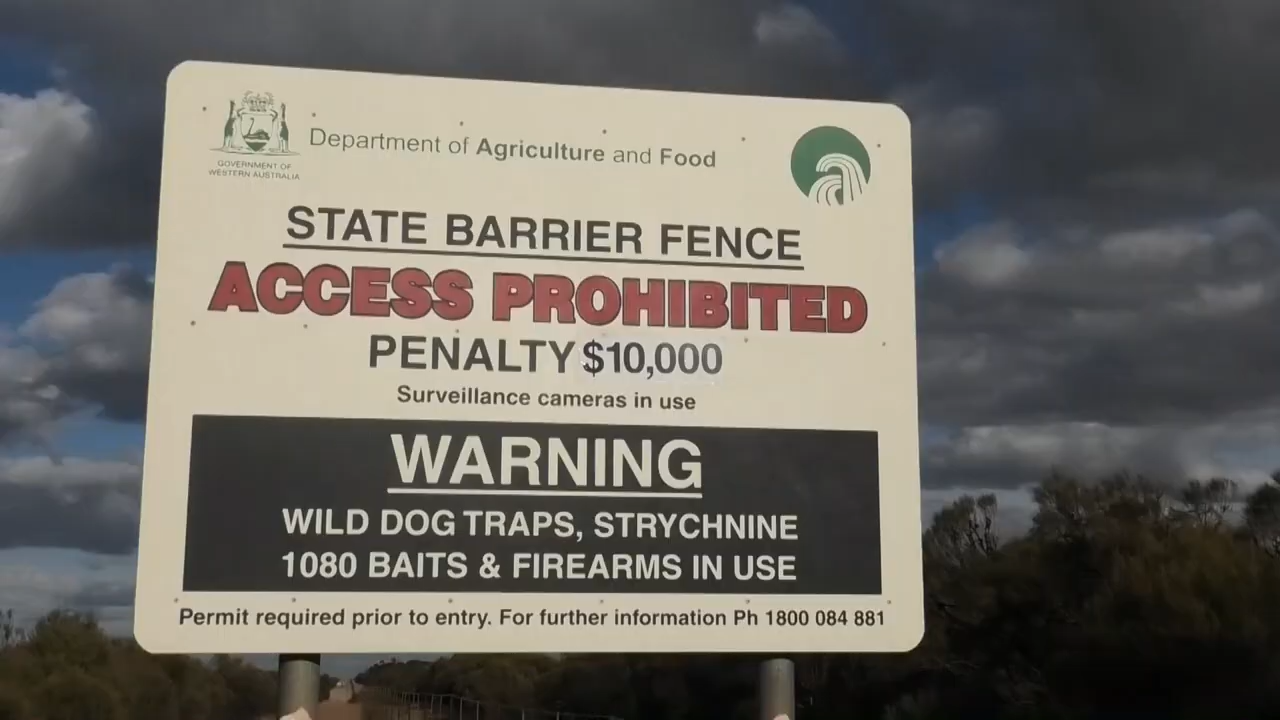 GOVERNMENT OF
WESTERN AUSTRALIA
Department of Agriculture and Food
STATE BARRIER FENCE
ACCESS PROHIBITED
PENALTY $10,000
Surveillance cameras in use
WARNING
WILD DOG TRAPS, STRYCHNINE
1080 BAITS & FIREARMS IN USE
Permit required prior to entry. For further information Ph 1800 084 881